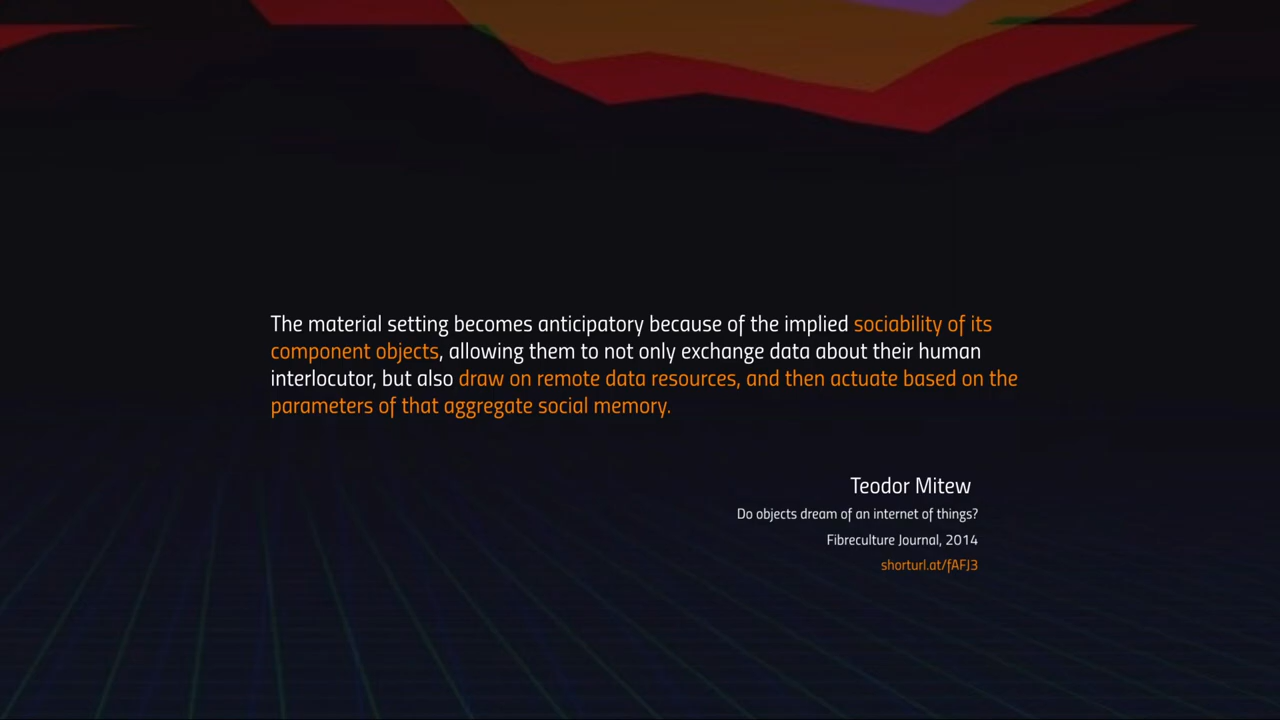 The material setting becomes anticipatory because of the implied sociability of its
component objects, allowing them to not only exchange data about their human
interlocutor, but also draw on remote data resources, and then actuate based on the
parameters of that aggregate social memory.
Teodor Mitew
Do objects dream of an internet of things?
Fibreculture Journal, 2014
shorturl.at/fAFJ3